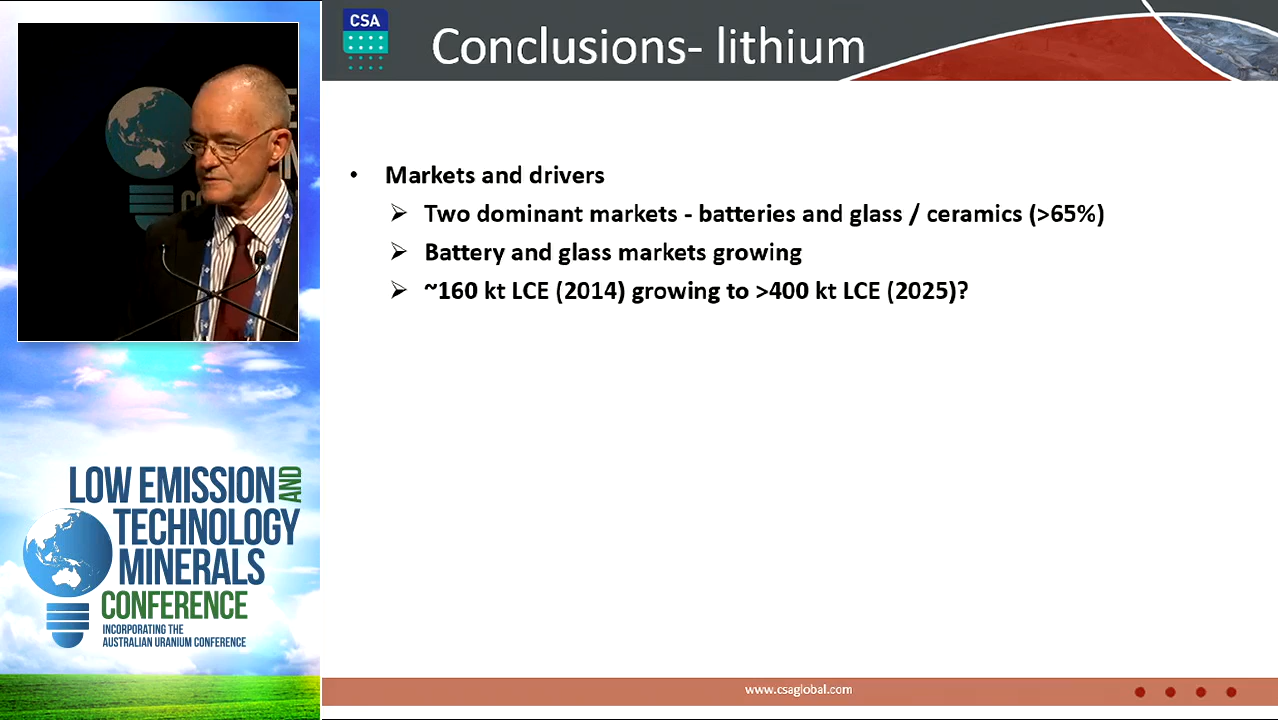 CSA
Conclusions- lithium
• Markets and drivers
➢ Two dominant markets - batteries and glass / ceramics (>65%)
➢ Battery and glass markets growing
➢ ~160 kt LCE (2014) growing to >400 kt LCE (2025)?
LOW EMISSION AND
TECHNOLOGY
MINERALS
CONFERENCE
INCORPORATING THE
AUSTRALIAN URANIUM CONFERENCE
www.csaglobal.com